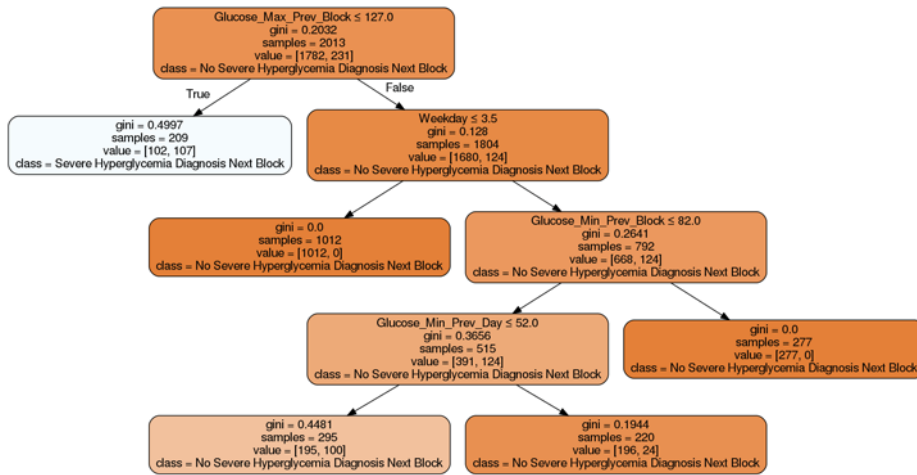 Glucose_Max_Prev_Block ≤ 127.0
gini = 0.2032
samples = 2013
value = [1782, 231]
class = No Severe Hyperglycemia Diagnosis Next Block
True
False
gini = 0.4997
samples = 209
value = [102, 107]
class = Severe Hyperglycemia Diagnosis Next Block
Weekday ≤ 3.5
gini = 0.128
samples = 1804
value = [1680, 124]
class = No Severe Hyperglycemia Diagnosis Next Block
gini = 0.0
samples = 1012
value = [1012, 0]
class = No Severe Hyperglycemia Diagnosis Next Block
Glucose_Min_Prev_Block ≤ 82.0
gini = 0.2641
samples = 792
value = [668, 124]
class = No Severe Hyperglycemia Diagnosis Next Block
Glucose_Min_Prev_Day ≤ 52.0
gini = 0.3656
samples = 515
value = [391, 124]
class = No Severe Hyperglycemia Diagnosis Next Block
gini = 0.0
samples = 277
value = [277, 0]
class = No Severe Hyperglycemia Diagnosis Next Block
gini = 0.4481
samples = 295
value = [195, 100]
class = No Severe Hyperglycemia Diagnosis Next Block
gini = 0.1944
samples = 220
value = [196, 24]
class = No Severe Hyperglycemia Diagnosis Next Block